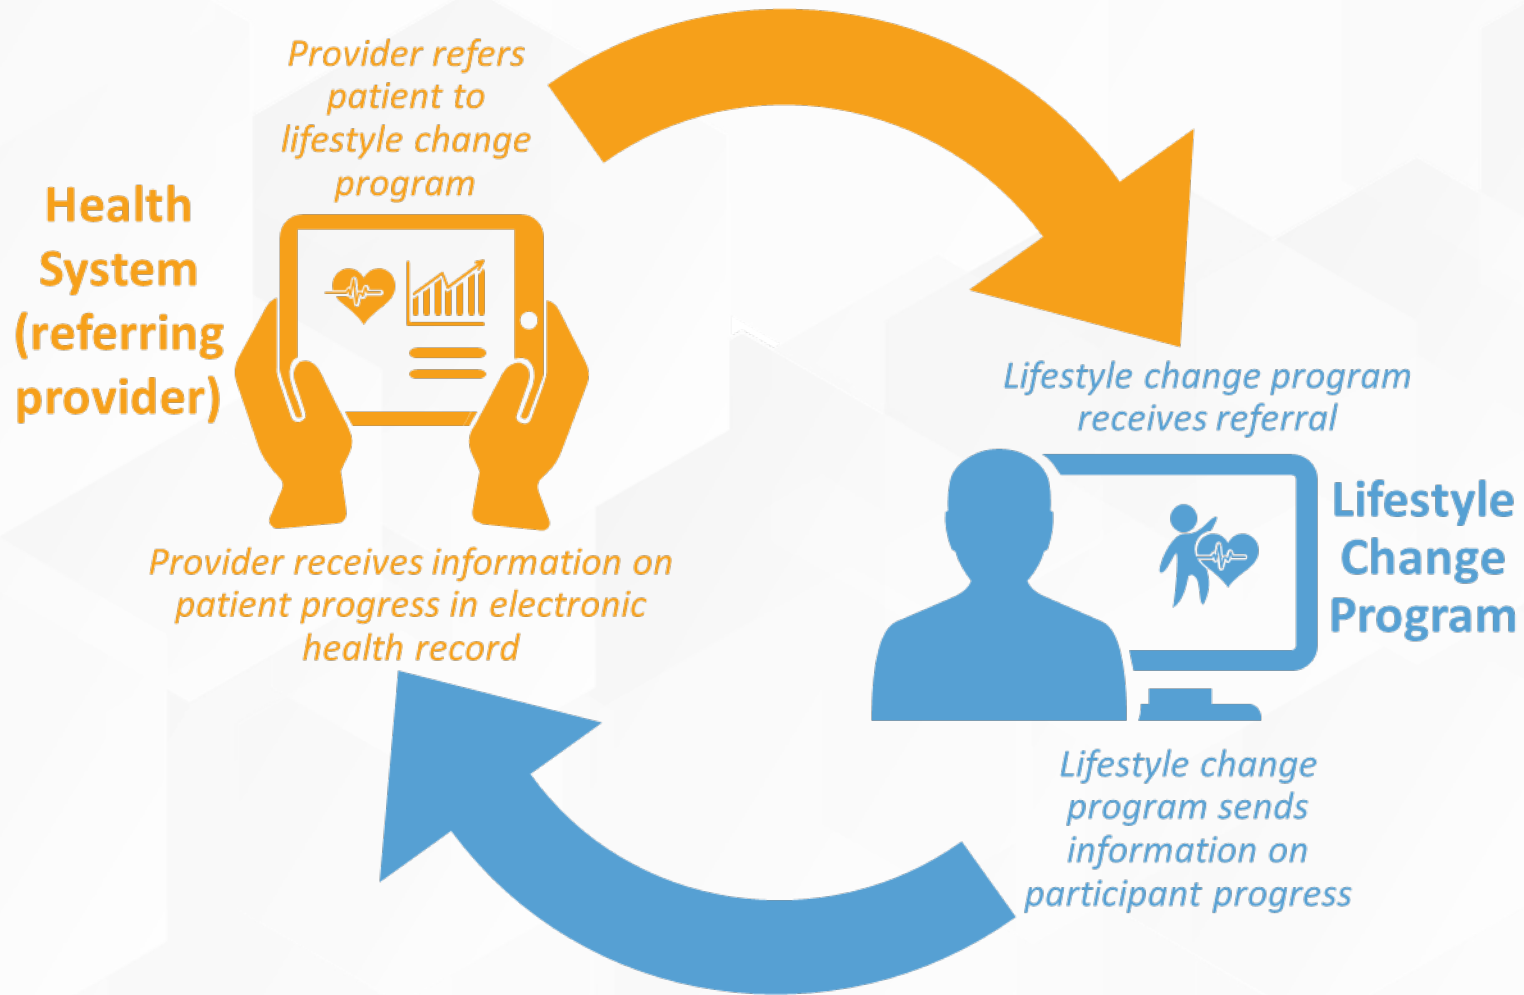 Provider refers
patient to
lifestyle change
program
Health
System
(referring
provider)
Provider receives information on
patient progress in electronic
health record
Lifestyle change program
receives referral
Lifestyle
Change
Program
Lifestyle change
program sends
information on
participant progress